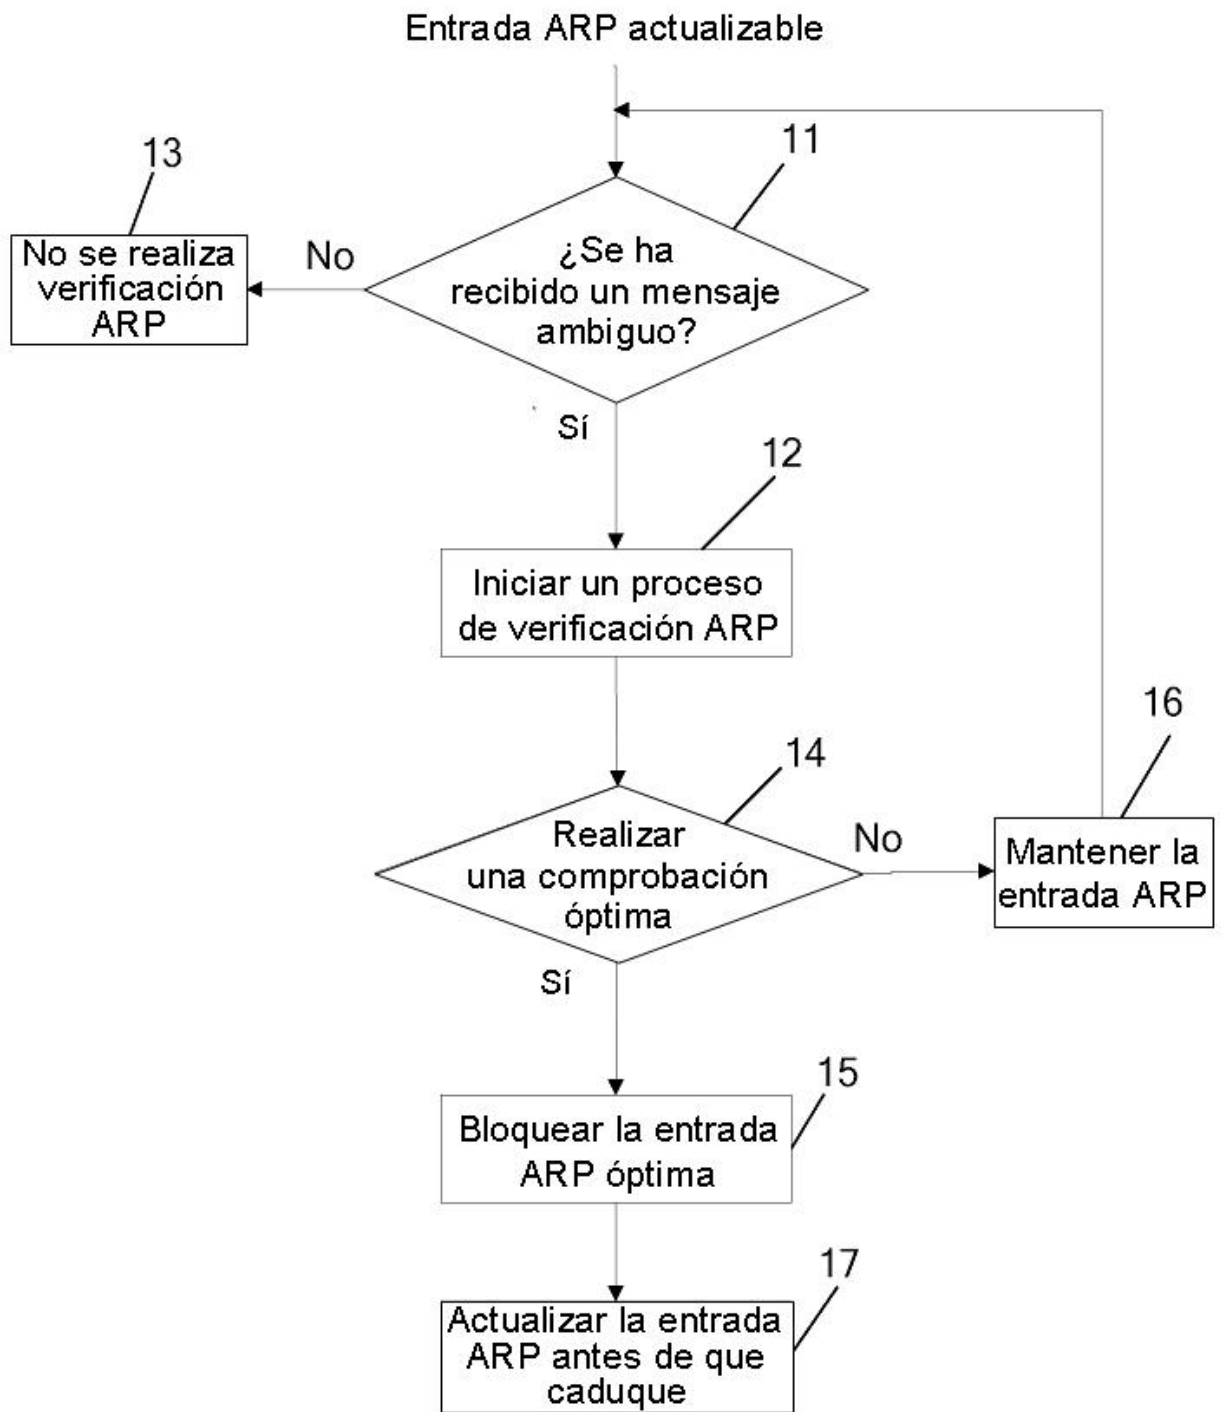 Entrada ARP actualizable
11
13
¿Se ha
recibido un mensaje
ambiguo?
No
No se realiza
verificación
ARP
Sí
12
Iniciar un proceso
de verificación ARP
14
16
Realizar
una comprobación
óptima
No
Mantener la
entrada ARP
Sí
15
Bloquear la entrada
ARP óptima
17
Actualizar la entrada
ARP antes de que
caduque